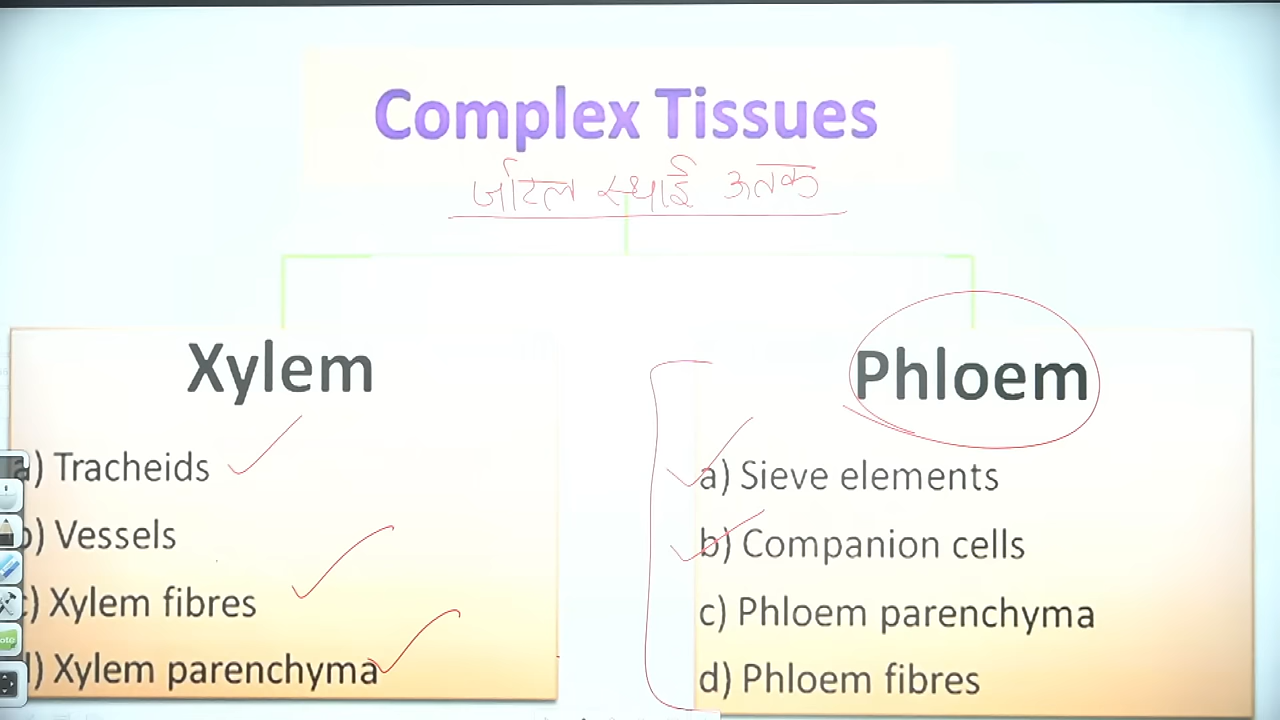 Complex Tissues
जटिल स्थाई ऊतक
Xylem
a) Tracheids
b) Vessels
c) Xylem fibres
d) Xylem parenchyma
Phloem
a) Sieve elements
b) Companion cells
c) Phloem parenchyma
d) Phloem fibres